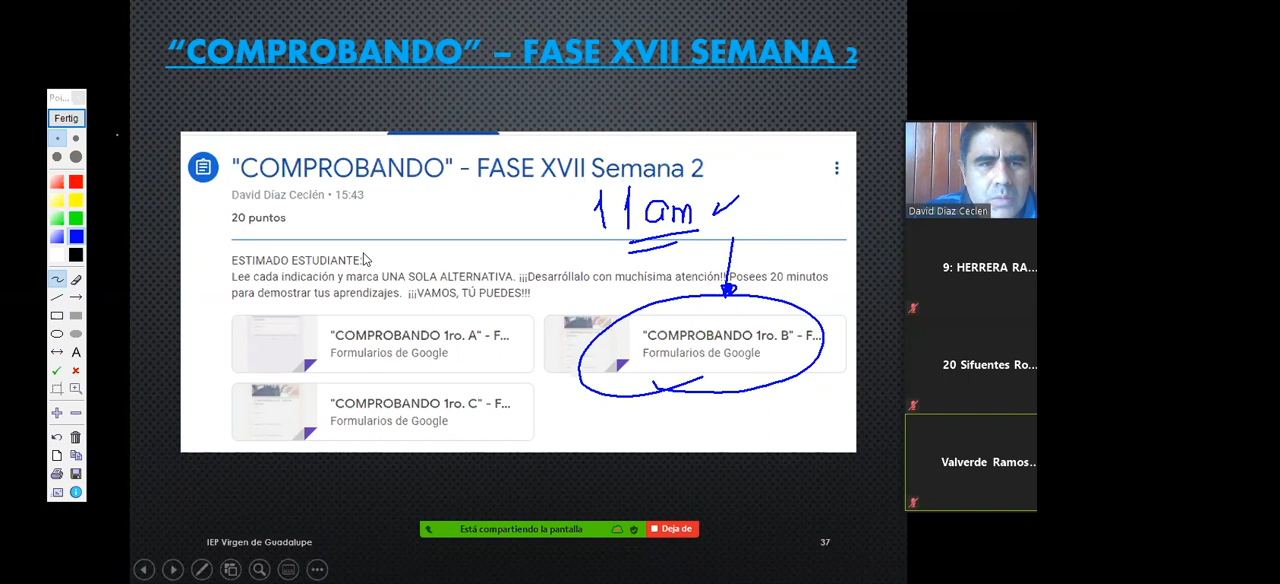 “COMPROBANDO” – FASE XVII SEMANA 2
Poi...
Fertig
"COMPROBANDO" - FASE XVII Semana 2
David Díaz Ceclén • 15:43
20 puntos
11 am
ESTIMADO ESTUDIANTE:
Lee cada indicación y marca UNA SOLA ALTERNATIVA. ¡¡¡Desarróllalo con muchísima atención!! Posees 20 minutos
para demostrar tus aprendizajes. ¡¡¡VAMOS, TÚ PUEDES!!!
"COMPROBANDO 1ro. A" - F...
Formularios de Google
"COMPROBANDO 1ro. B" - F...
Formularios de Google
"COMPROBANDO 1ro. C" - F...
Formularios de Google
A
David Díaz Ceclén
9: HERRERA RA...
20 Sifuentes Ro...
Valverde Ramos...
Está compartiendo la pantalla
Deja de
IEP Virgen de Guadalupe
37